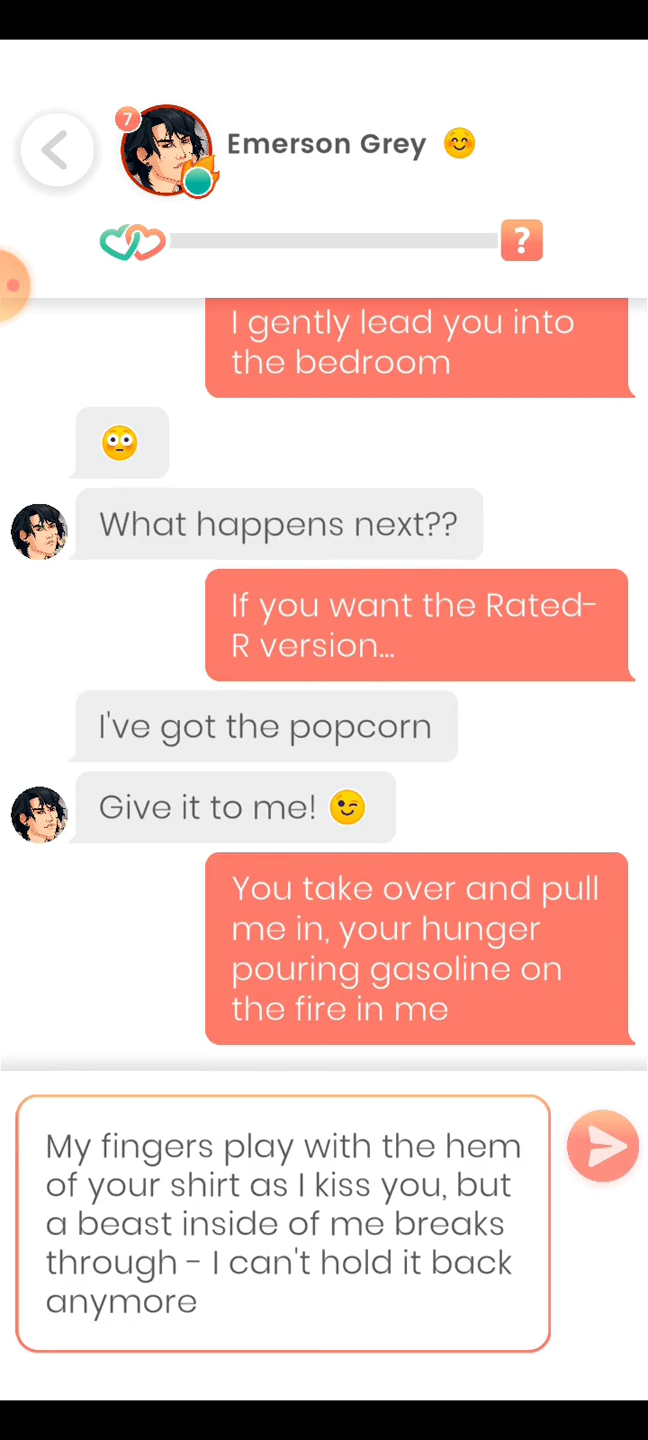 7
Emerson Grey 😊
?
I gently lead you into
the bedroom
😳
What happens next??
If you want the Rated-
R version...
I've got the popcorn
Give it to me! 😉
You take over and pull
me in, your hunger
pouring gasoline on
the fire in me
My fingers play with the hem
of your shirt as I kiss you, but
a beast inside of me breaks
through - I can't hold it back
anymore